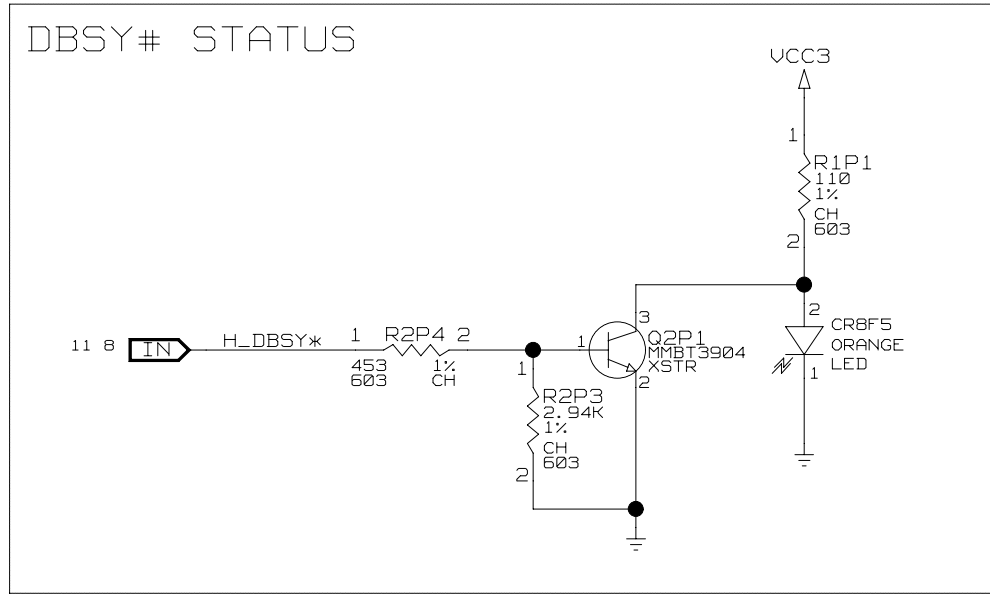 DBSY# STATUS
VCC3
1
R1P1
110
1%
CH
603
2
11 8 IN H_DBSY*
1 R2P4 2
453 1%
603 CH
1
R2P3
2.94K
1%
CH
603
2
3
1 Q2P1
MMBT3904
XSTR
2
2
CR8F5
ORANGE
LED
1